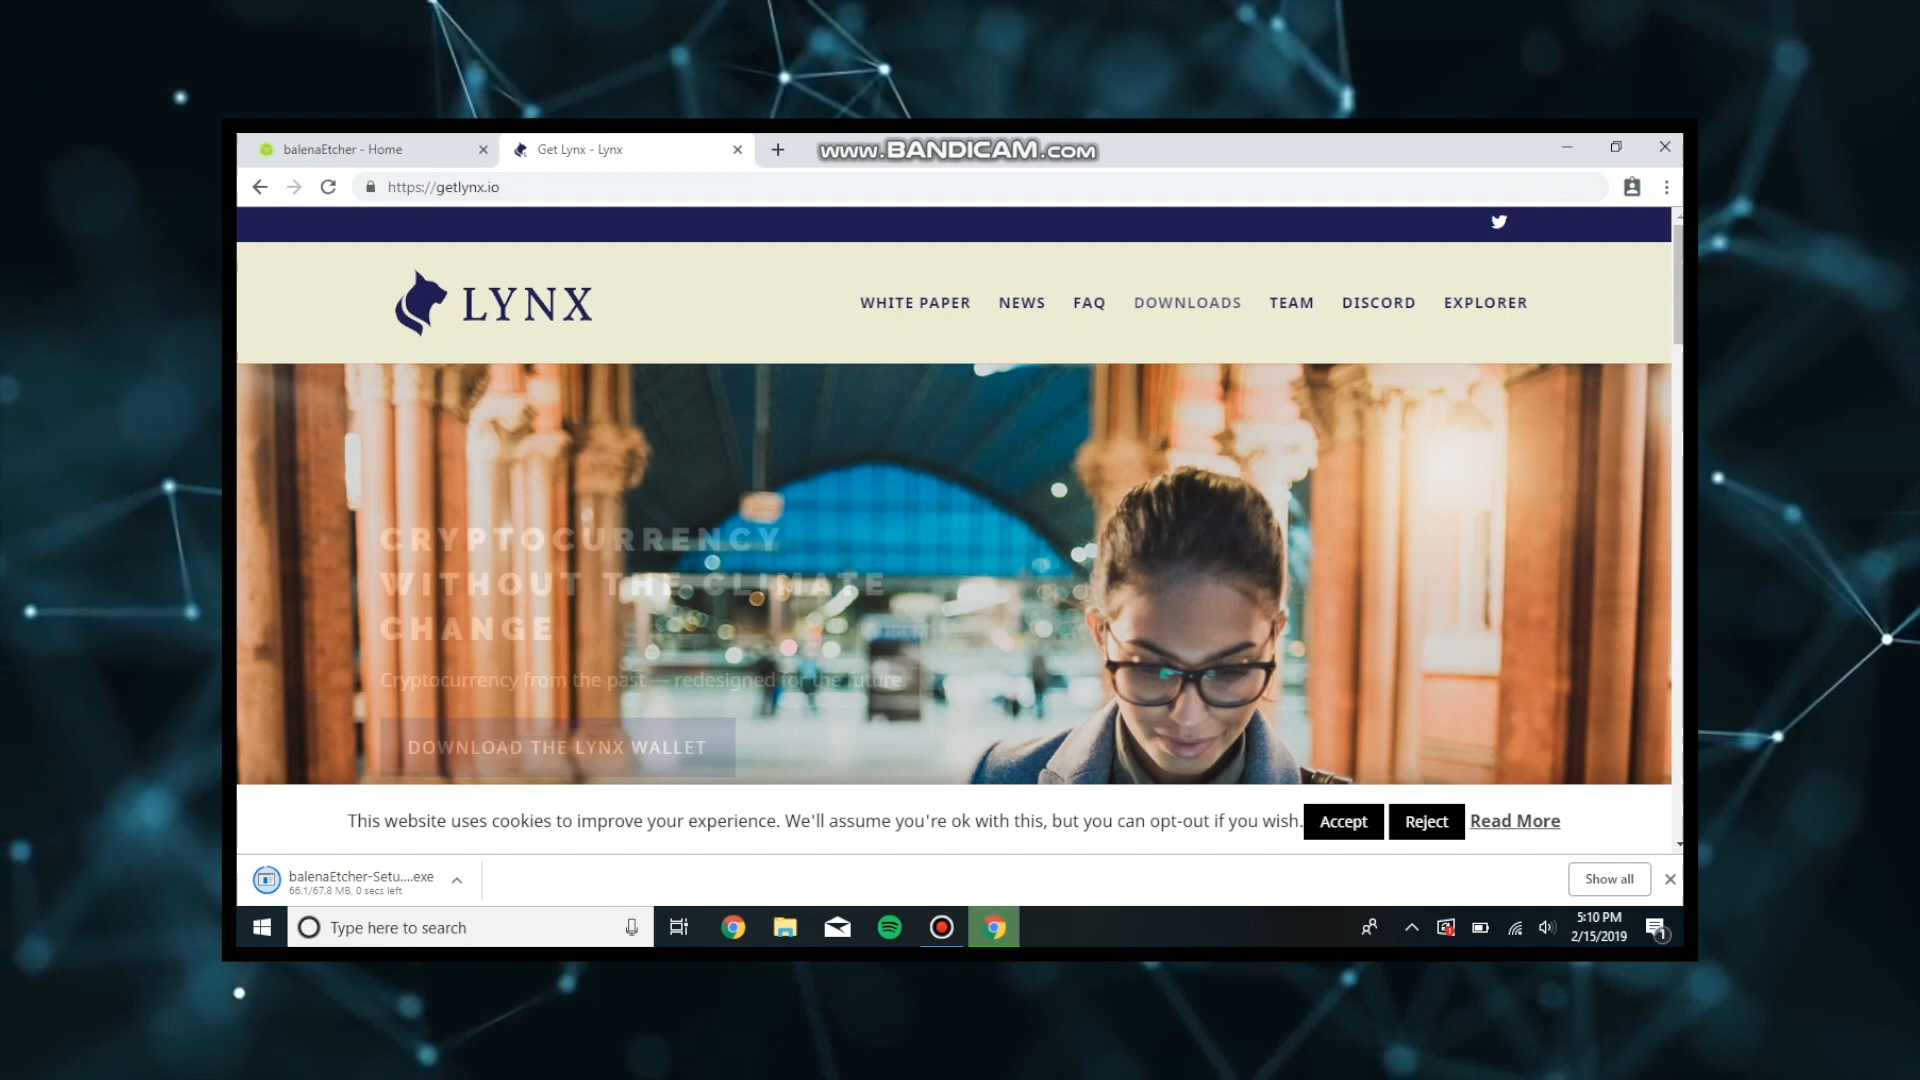 balenaEtcher - Home
Get Lynx - Lynx
www.BANDICAM.com
https://getlynx.io
LYNX
WHITE PAPER NEWS FAQ DOWNLOADS TEAM DISCORD EXPLORER
CRYPTOCURRENCY
WITHOUT THE CLIMATE
CHANGE
Cryptocurrency from the past — redesigned for the future.
DOWNLOAD THE LYNX WALLET
This website uses cookies to improve your experience. We'll assume you're ok with this, but you can opt-out if you wish. Accept Reject Read More
balenaEtcher-Setu....exe
66.1/67.8 MB, 0 secs left
Show all
Type here to search
5:10 PM
2/15/2019
1